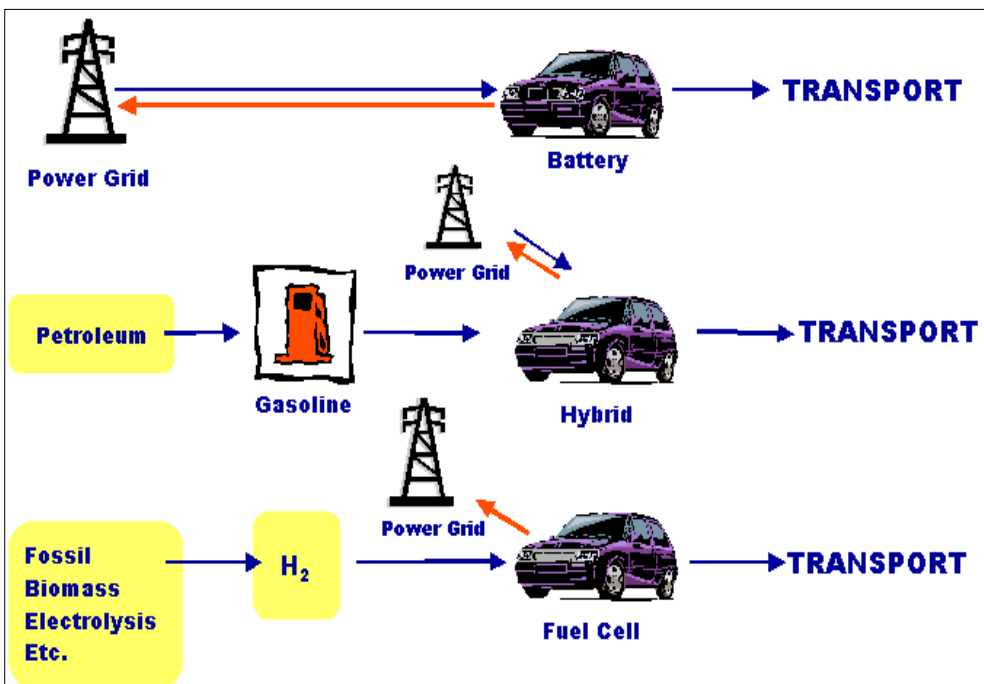 TRANSPORT
Battery
Power Grid
Power Grid
Petroleum
TRANSPORT
Gasoline
Hybrid
Power Grid
Fossil
Biomass
Electrolysis
Etc.
H₂
TRANSPORT
Fuel Cell